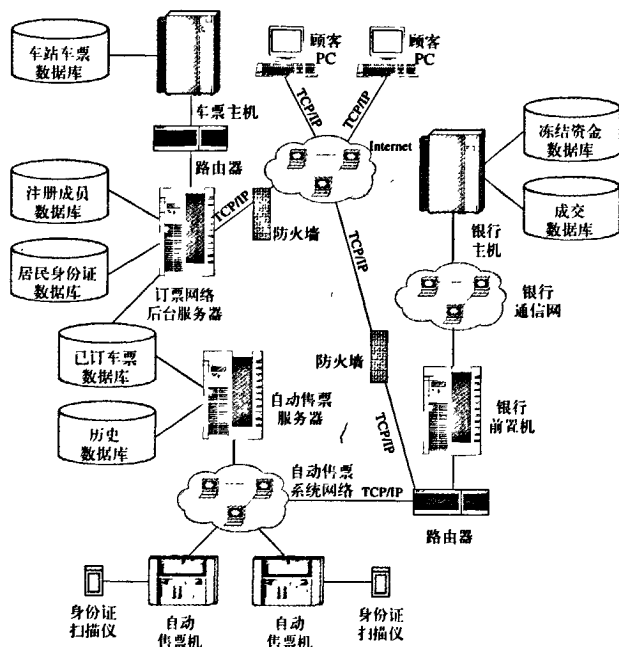 车站车票
数据库
车票主机
路由器
顾客
PC
顾客
PC
TCP/IP
TCP/IP
Internet
冻结资金
数据库
成交
数据库
注册成员
数据库
TCP/IP
防火墙
居民身份证
数据库
订票网络
后台服务器
银行
主机
TCP/IP
银行
通信网
已订车票
数据库
防火墙
自动售票
服务器
历史
数据库
银行
前置机
TCP/IP
自动售票
系统网络
TCP/IP
路由器
身份证
扫描仪
自动
售票机
自动
售票机
身份证
扫描仪